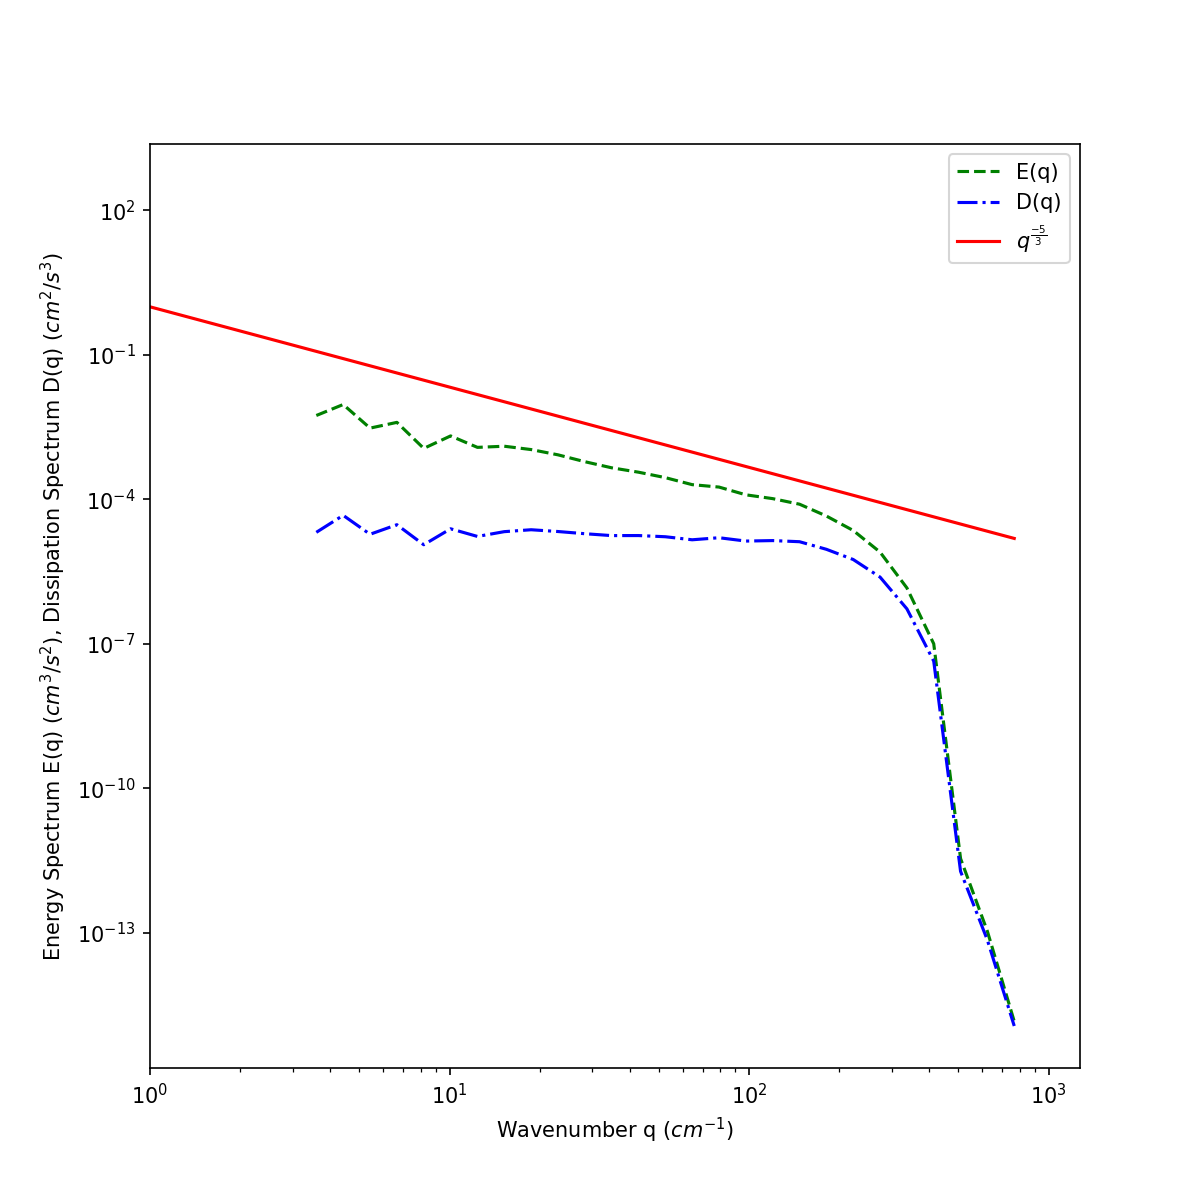 E(q)
D(q)
$q^{\frac{-5}{3}}$
Energy Spectrum E(q) ($cm^3/s^2$), Dissipation Spectrum D(q) ($cm^2/s^3$)
$10^2$
$10^{-1}$
$10^{-4}$
$10^{-7}$
$10^{-10}$
$10^{-13}$
$10^0$ $10^1$ $10^2$ $10^3$
Wavenumber q ($cm^{-1}$)